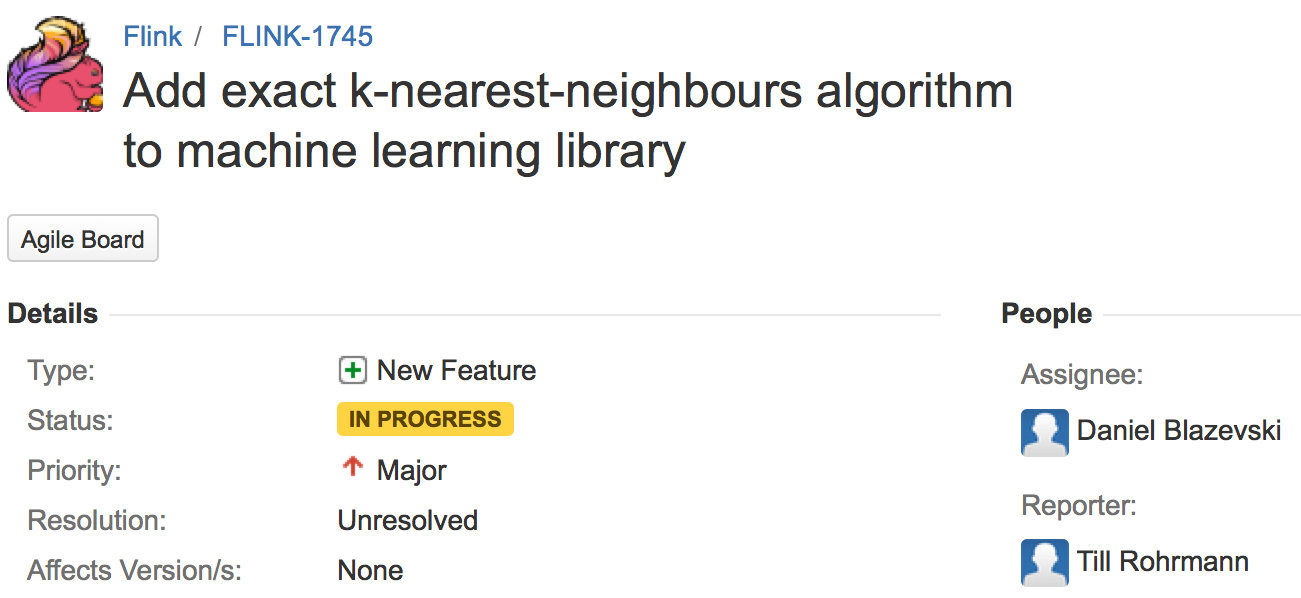 Flink / FLINK-1745
Add exact k-nearest-neighbours algorithm
to machine learning library
Agile Board
Details
Type: New Feature
Status: IN PROGRESS
Priority: Major
Resolution: Unresolved
Affects Version/s: None
People
Assignee:
Daniel Blazevski
Reporter:
Till Rohrmann